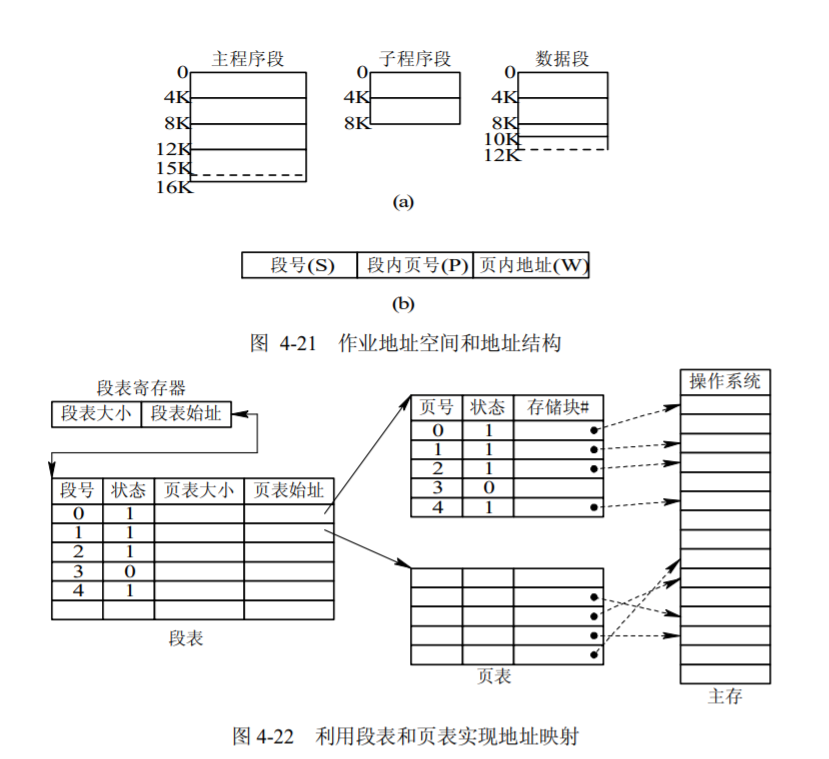 主程序段 子程序段 数据段
0 0 0
4K 4K 4K
8K 8K 8K
10K
12K 12K
15K
16K
(a)
段号(S) 段内页号(P) 页内地址(W)
(b)
图 4-21 作业地址空间和地址结构
段表寄存器
段表大小 段表始址
段号 状态 页表大小 页表始址
0 1
1 1
2 1
3 0
4 1
段表
页号 状态 存储块#
0 1
1 1
2 1
3 0
4 1
页表
操作系统
主存
图 4-22 利用段表和页表实现地址映射